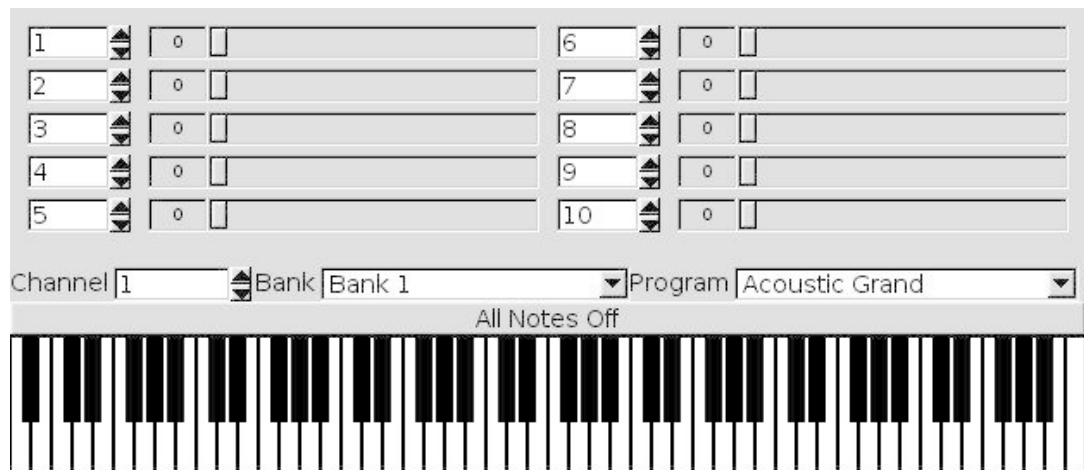 1 0 6 0
2 0 7 0
3 0 8 0
4 0 9 0
5 0 10 0
Channel 1 Bank Bank 1 Program Acoustic Grand
All Notes Off